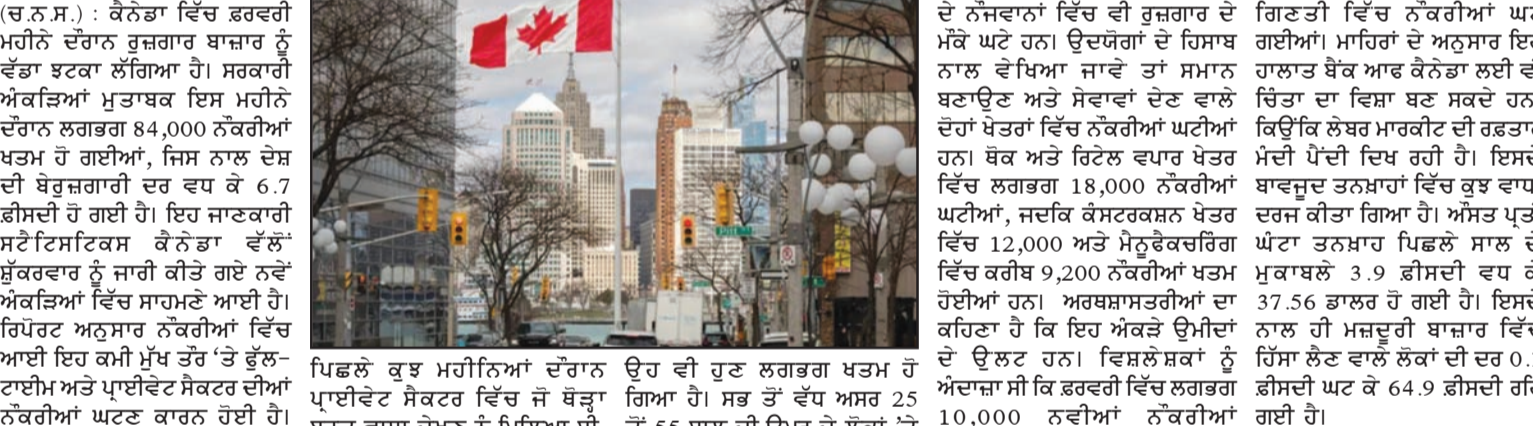 (ਚ.ਨ.ਸ.) : ਕੈਨੇਡਾ ਵਿੱਚ ਫ਼ਰਵਰੀ
ਮਹੀਨੇ ਦੌਰਾਨ ਰੁਜ਼ਗਾਰ ਬਾਜ਼ਾਰ ਨੂੰ
ਵੱਡਾ ਝਟਕਾ ਲੱਗਿਆ ਹੈ। ਸਰਕਾਰੀ
ਅੰਕੜਿਆਂ ਮੁਤਾਬਕ ਇਸ ਮਹੀਨੇ
ਦੌਰਾਨ ਲਗਭਗ 84,000 ਨੌਕਰੀਆਂ
ਖਤਮ ਹੋ ਗਈਆਂ, ਜਿਸ ਨਾਲ ਦੇਸ਼
ਦੀ ਬੇਰੁਜ਼ਗਾਰੀ ਦਰ ਵਧ ਕੇ 6.7
ਫ਼ੀਸਦੀ ਹੋ ਗਈ ਹੈ। ਇਹ ਜਾਣਕਾਰੀ
ਸਟੈਟਿਸਟਿਕਸ ਕੈਨੇਡਾ ਵੱਲੋਂ
ਸ਼ੁੱਕਰਵਾਰ ਨੂੰ ਜਾਰੀ ਕੀਤੇ ਗਏ ਨਵੇਂ
ਅੰਕੜਿਆਂ ਵਿੱਚ ਸਾਹਮਣੇ ਆਈ ਹੈ।
ਰਿਪੋਰਟ ਅਨੁਸਾਰ ਨੌਕਰੀਆਂ ਵਿੱਚ
ਆਈ ਇਹ ਕਮੀ ਮੁੱਖ ਤੌਰ ‘ਤੇ ਫੁੱਲ-
ਟਾਈਮ ਅਤੇ ਪ੍ਰਾਈਵੇਟ ਸੈਕਟਰ ਦੀਆਂ
ਨੌਕਰੀਆਂ ਘਟਣ ਕਾਰਨ ਹੋਈ ਹੈ।
ਪਿਛਲੇ ਕੁਝ ਮਹੀਨਿਆਂ ਦੌਰਾਨ
ਪ੍ਰਾਈਵੇਟ ਸੈਕਟਰ ਵਿੱਚ ਜੋ ਥੋੜ੍ਹਾ
ਉਹ ਵੀ ਹੁਣ ਲਗਭਗ ਖਤਮ ਹੋ
ਗਿਆ ਹੈ। ਸਭ ਤੋਂ ਵੱਧ ਅਸਰ 25
ਦੇ ਨੌਜਵਾਨਾਂ ਵਿੱਚ ਵੀ ਰੁਜ਼ਗਾਰ ਦੇ
ਮੌਕੇ ਘਟੇ ਹਨ। ਉਦਯੋਗਾਂ ਦੇ ਹਿਸਾਬ
ਨਾਲ ਵੇਖਿਆ ਜਾਵੇ ਤਾਂ ਸਮਾਨ
ਬਣਾਉਣ ਅਤੇ ਸੇਵਾਵਾਂ ਦੇਣ ਵਾਲੇ
ਦੋਹਾਂ ਖੇਤਰਾਂ ਵਿੱਚ ਨੌਕਰੀਆਂ ਘਟੀਆਂ
ਹਨ। ਥੋਕ ਅਤੇ ਰਿਟੇਲ ਵਪਾਰ ਖੇਤਰ
ਵਿੱਚ ਲਗਭਗ 18,000 ਨੌਕਰੀਆਂ
ਘਟੀਆਂ, ਜਦਕਿ ਕੰਸਟਰਕਸ਼ਨ ਖੇਤਰ
ਵਿੱਚ 12,000 ਅਤੇ ਮੈਨੂਫੈਕਚਰਿੰਗ
ਵਿੱਚ ਕਰੀਬ 9,200 ਨੌਕਰੀਆਂ ਖਤਮ
ਹੋਈਆਂ ਹਨ। ਅਰਥਸ਼ਾਸਤਰੀਆਂ ਦਾ
ਕਹਿਣਾ ਹੈ ਕਿ ਇਹ ਅੰਕੜੇ ਉਮੀਦਾਂ
ਦੇ ਉਲਟ ਹਨ। ਵਿਸ਼ਲੇਸ਼ਕਾਂ ਨੂੰ
ਅੰਦਾਜ਼ਾ ਸੀ ਕਿ ਫ਼ਰਵਰੀ ਵਿੱਚ ਲਗਭਗ
10,000 ਨਵੀਆਂ ਨੌਕਰੀਆਂ
ਗਿਣਤੀ ਵਿੱਚ ਨੌਕਰੀਆਂ
ਗਈਆਂ। ਮਾਹਿਰਾਂ ਦੇ ਅਨੁਸਾਰ
ਹਾਲਾਤ ਬੈਂਕ ਆਫ ਕੈਨੇਡਾ ਲਈ
ਚਿੰਤਾ ਦਾ ਵਿਸ਼ਾ ਬਣ ਸਕਦੇ ਹਨ
ਕਿਉਂਕਿ ਲੇਬਰ ਮਾਰਕੀਟ ਦੀ
ਮੰਦੀ ਪੈਂਦੀ ਦਿਖ ਰਹੀ ਹੈ।
ਬਾਵਜੂਦ ਤਨਖ਼ਾਹਾਂ ਵਿੱਚ ਕੁਝ
ਦਰਜ ਕੀਤਾ ਗਿਆ ਹੈ। ਔਸਤ
ਘੰਟਾ ਤਨਖ਼ਾਹ ਪਿਛਲੇ ਸਾਲ
ਮੁਕਾਬਲੇ 3.9 ਫ਼ੀਸਦੀ ਵਧ
37.56 ਡਾਲਰ ਹੋ ਗਈ ਹੈ।
ਨਾਲ ਹੀ ਮਜ਼ਦੂਰੀ ਬਾਜ਼ਾਰ
ਹਿੱਸਾ ਲੈਣ ਵਾਲੇ ਲੋਕਾਂ ਦੀ ਦਰ
ਫ਼ੀਸਦੀ ਘਟ ਕੇ 64.9 ਫ਼ੀਸਦੀ
ਗਈ ਹੈ।